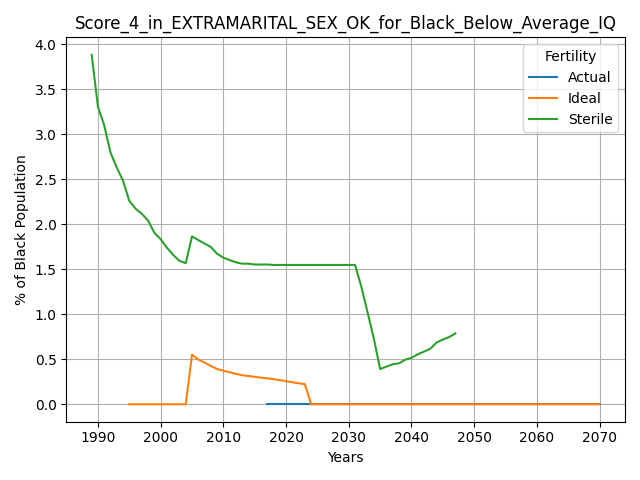 Score_4_in_EXTRAMARITAL_SEX_OK_for_Black_Below_Average_IQ
Fertility
Actual
Ideal
Sterile
% of Black Population
4.0
3.5
3.0
2.5
2.0
1.5
1.0
0.5
0.0
1990 2000 2010 2020 2030 2040 2050 2060 2070
Years